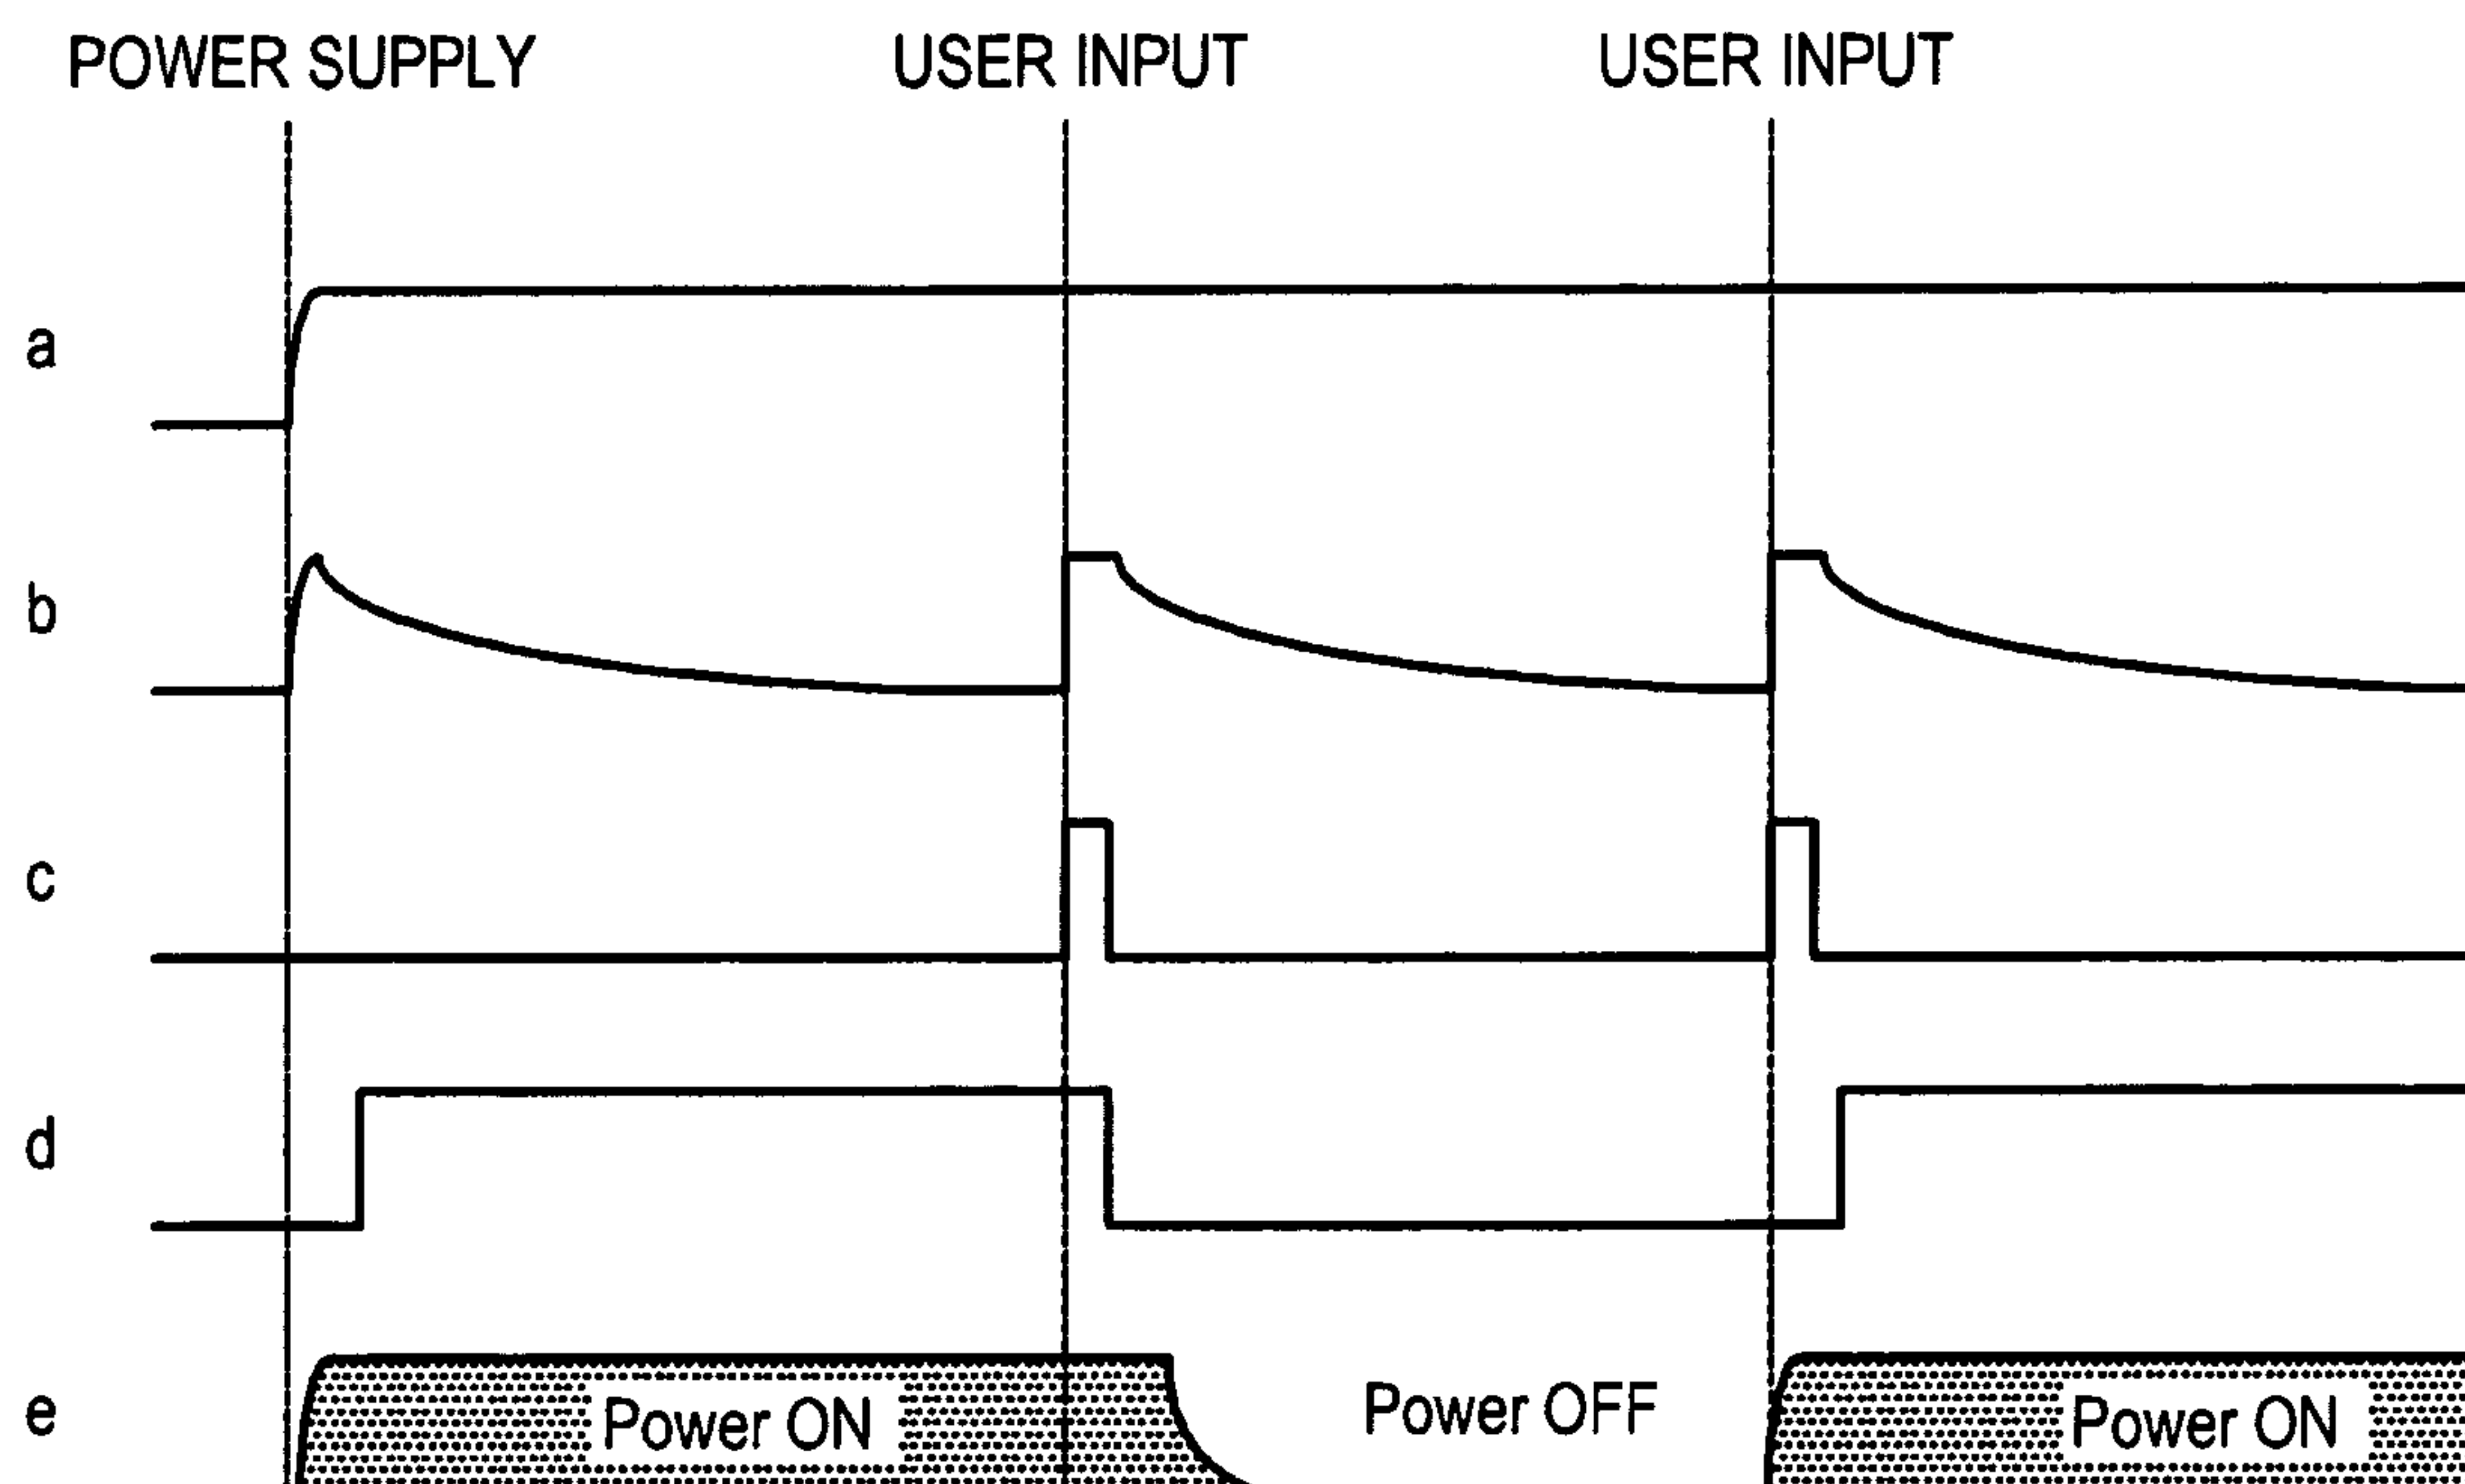 POWER SUPPLY USER INPUT USER INPUT
a
b
c
d
e Power ON Power OFF Power ON